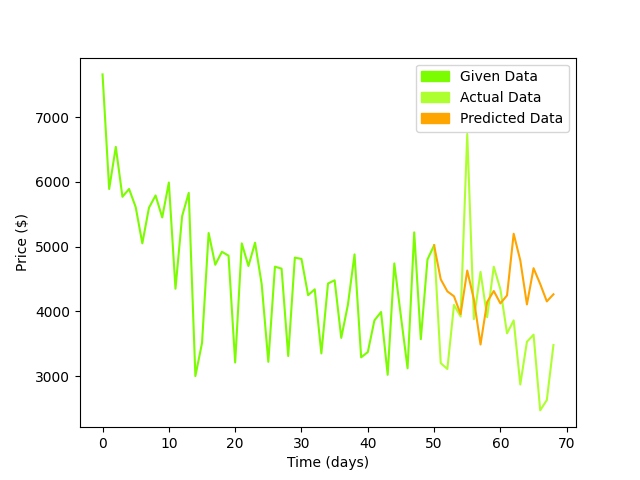 Given Data
Actual Data
Predicted Data
7000
6000
5000
4000
3000
Price ($)
0 10 20 30 40 50 60 70
Time (days)